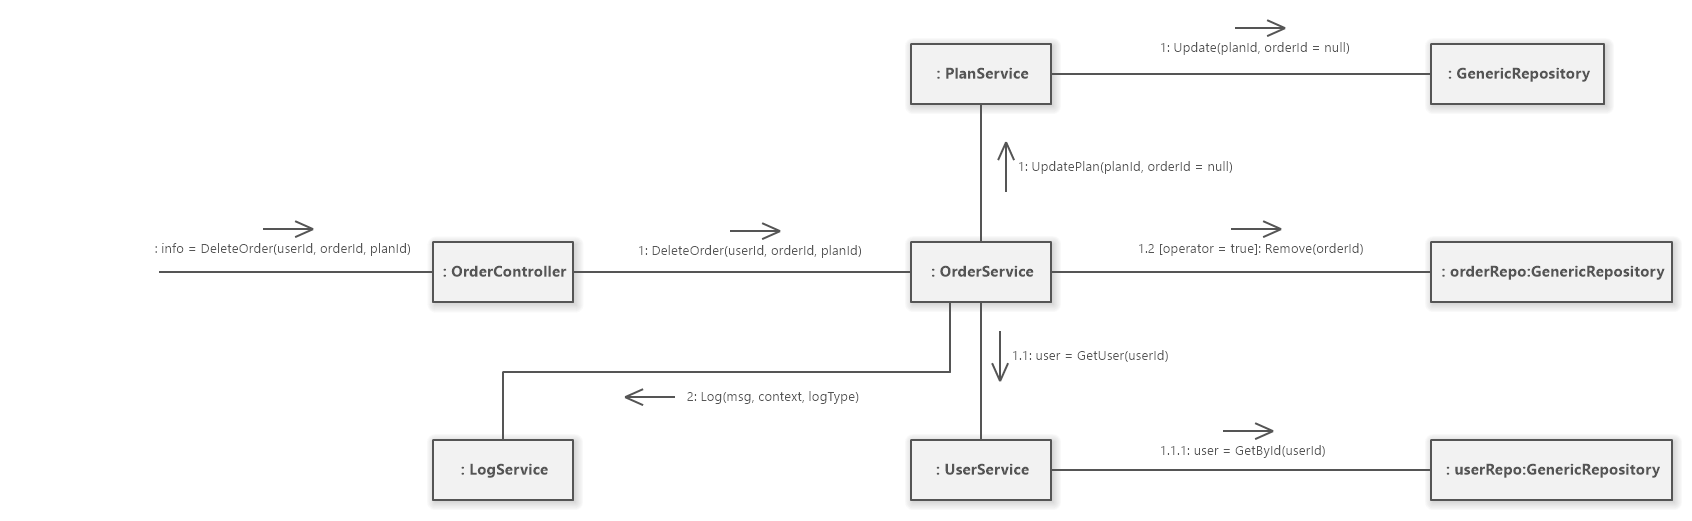 1: Update(planId, orderId = null)
: PlanService
: GenericRepository
1: UpdatePlan(planId, orderId = null)
: info = DeleteOrder(userId, orderId, planId)
1: DeleteOrder(userId, orderId, planId)
1.2 [operator = true]: Remove(orderId)
: OrderController
: OrderService
: orderRepo:GenericRepository
1.1: user = GetUser(userId)
2: Log(msg, context, logType)
1.1.1: user = GetById(userId)
: LogService
: UserService
: userRepo:GenericRepository